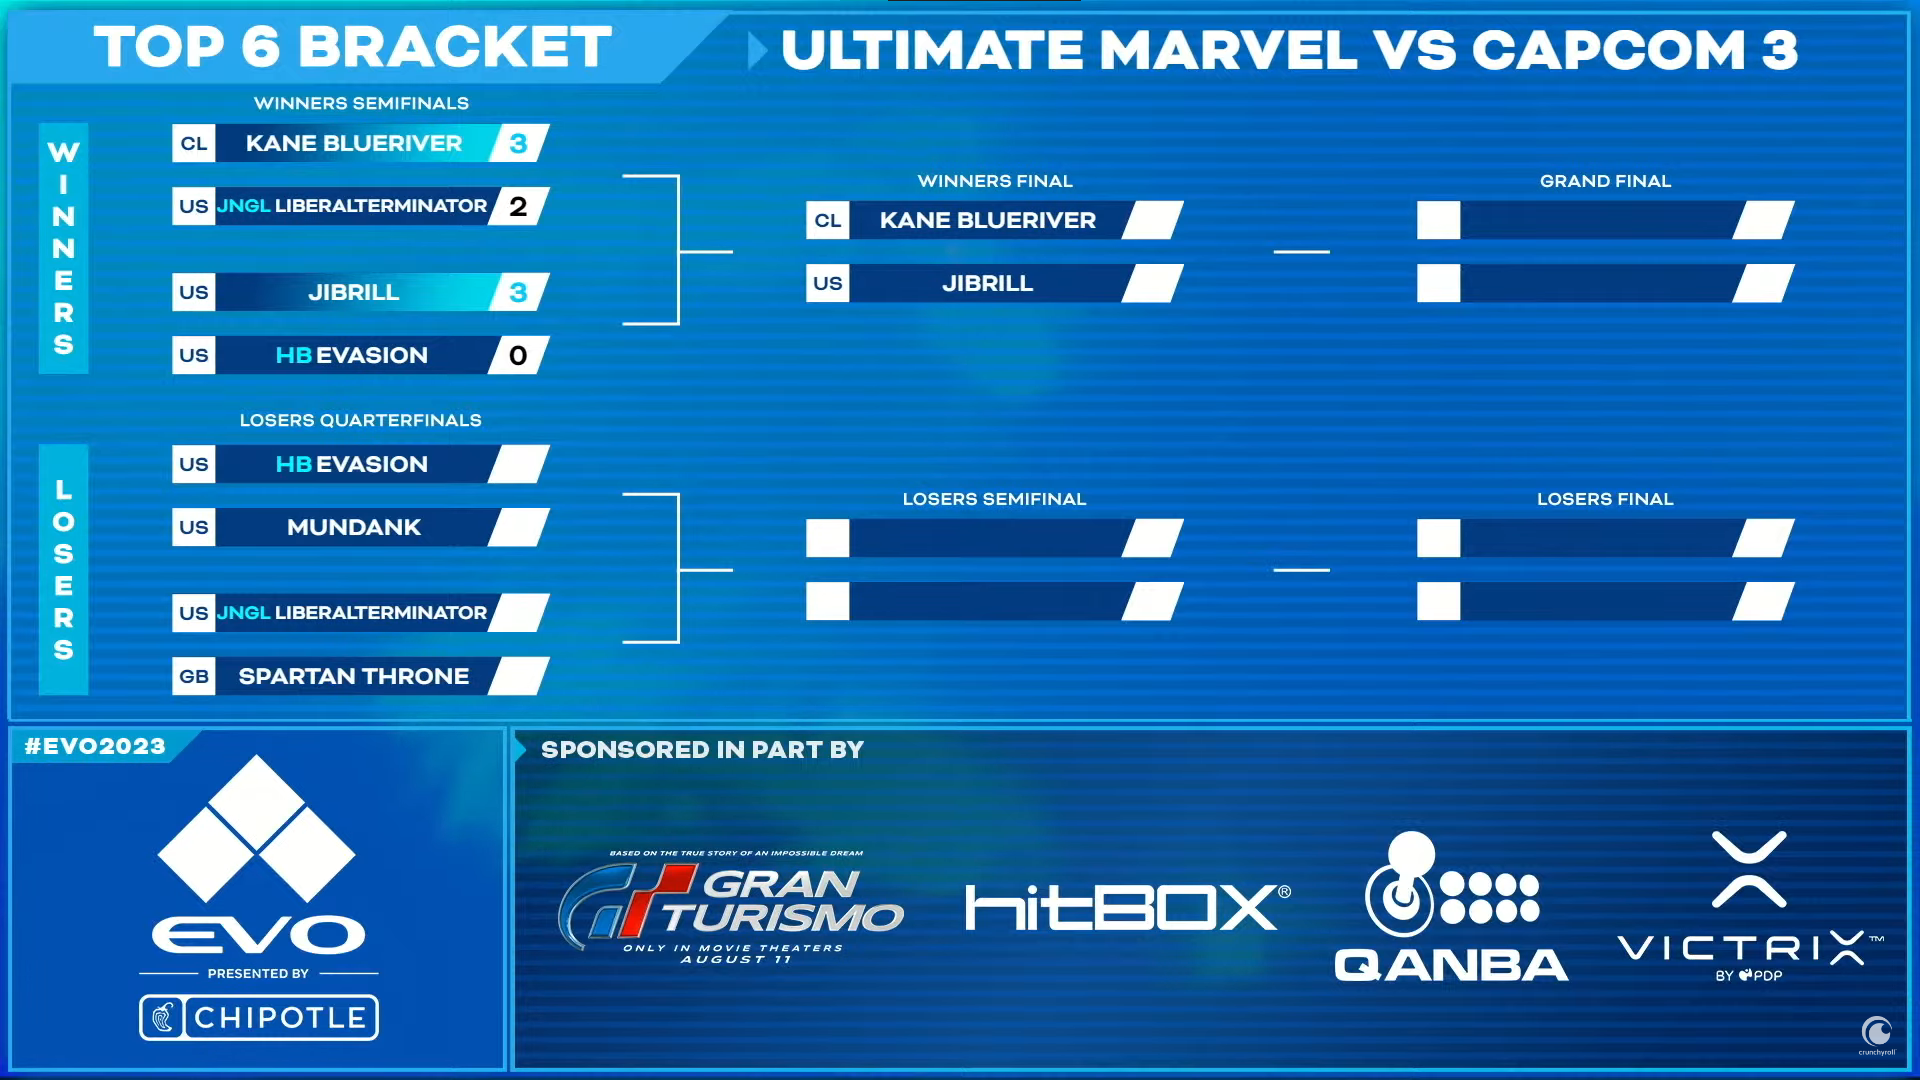 TOP 6 BRACKET
ULTIMATE MARVEL VS CAPCOM 3
WINNERS
WINNERS SEMIFINALS
CL KANE BLUERIVER 3
US JNGL LIBERALTERMINATOR 2
US JIBRILL 3
US HB EVASION 0
WINNERS FINAL
CL KANE BLUERIVER
US JIBRILL
GRAND FINAL
LOSERS
LOSERS QUARTERFINALS
US HB EVASION
US MUNDANK
US JNGL LIBERALTERMINATOR
GB SPARTAN THRONE
LOSERS SEMIFINAL
LOSERS FINAL
#EVO2023
EVO
PRESENTED BY
CHIPOTLE
SPONSORED IN PART BY
BASED ON THE TRUE STORY OF AN IMPOSSIBLE DREAM
GRAN
TURISMO
ONLY IN MOVIE THEATERS
AUGUST 11
hitBOX®
QANBA
VICTRIX™
BY PDP
crunchyroll